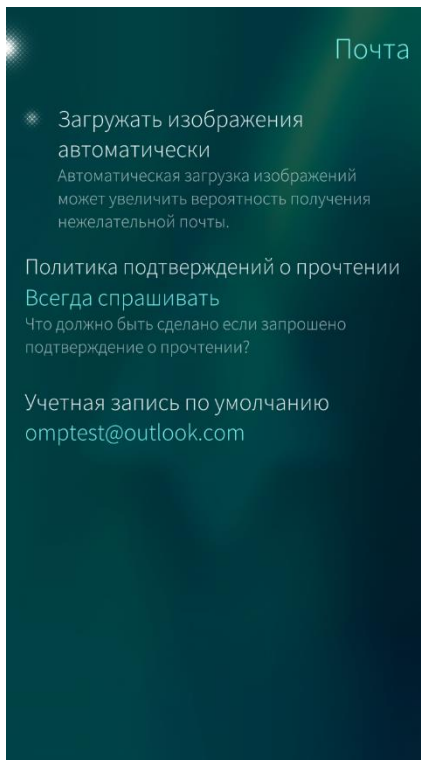 Почта
Загружать изображения
автоматически
Автоматическая загрузка изображений
может увеличить вероятность получения
нежелательной почты.
Политика подтверждений о прочтении
Всегда спрашивать
Что должно быть сделано если запрошено
подтверждение о прочтении?
Учетная запись по умолчанию
omptest@outlook.com